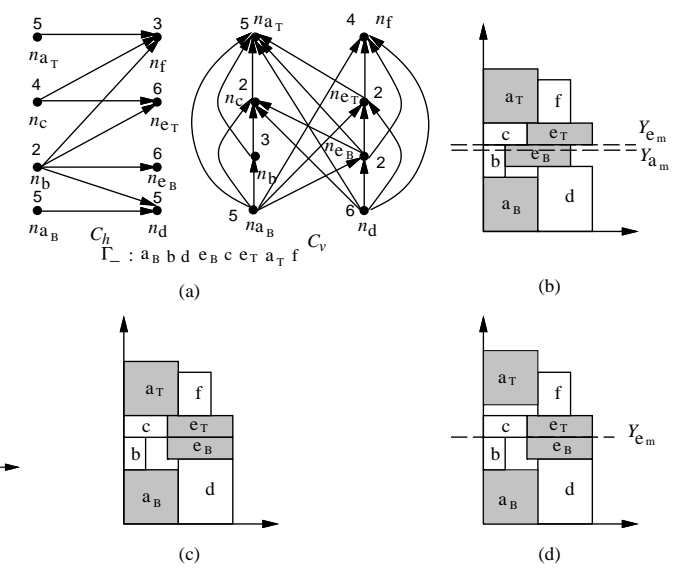 5 3 5 n_{a_T} 4 n_f
n_{a_T} n_f
4 6 2 2
n_c n_{e_T} n_c n_{e_T}
2 6 3 2
n_b n_{e_B} n_b n_{e_B}
5 5 5 6
n_{a_B} n_d n_{a_B} n_d
C_h C_v
Γ_− : a_B b d e_B c e_T a_T f
(a)
a_T f
c e_T Y_{e_m}
b e_B Y_{a_m}
a_B d
(b)
a_T f
c e_T
b e_B
a_B d
(c)
a_T f
c e_T
b e_B Y_{e_m}
a_B d
(d)